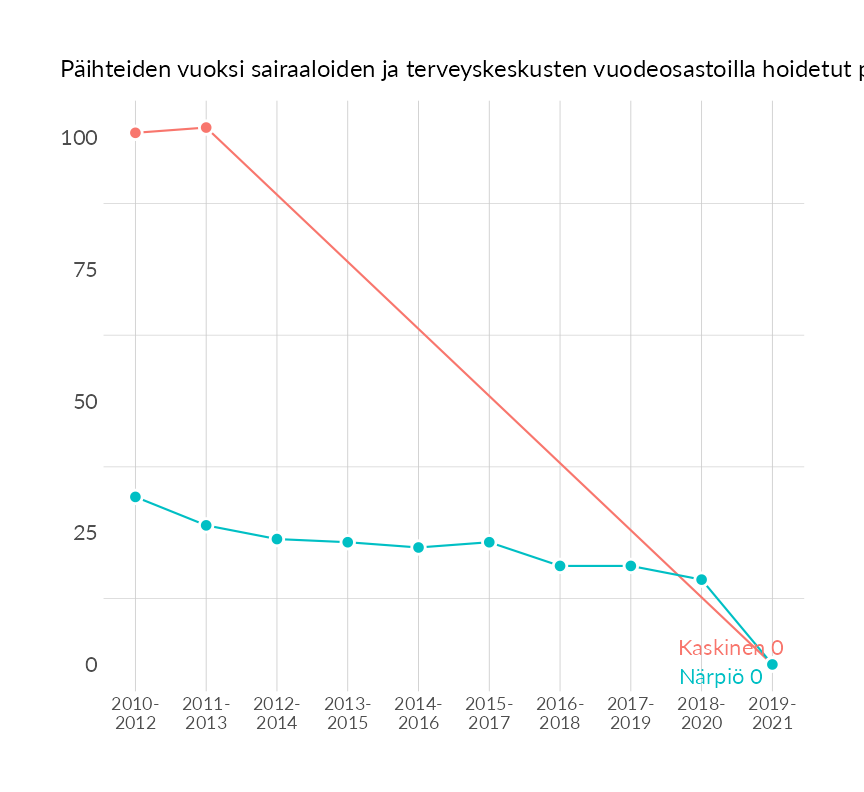 Päihteiden vuoksi sairaaloiden ja terveyskeskusten vuodeosastoilla hoidetut
100
75
50
25
0
Kaskinen 0
Närpiö 0
2010- 2011- 2012- 2013- 2014- 2015- 2016- 2017- 2018- 2019-
2012 2013 2014 2015 2016 2017 2018 2019 2020 2021